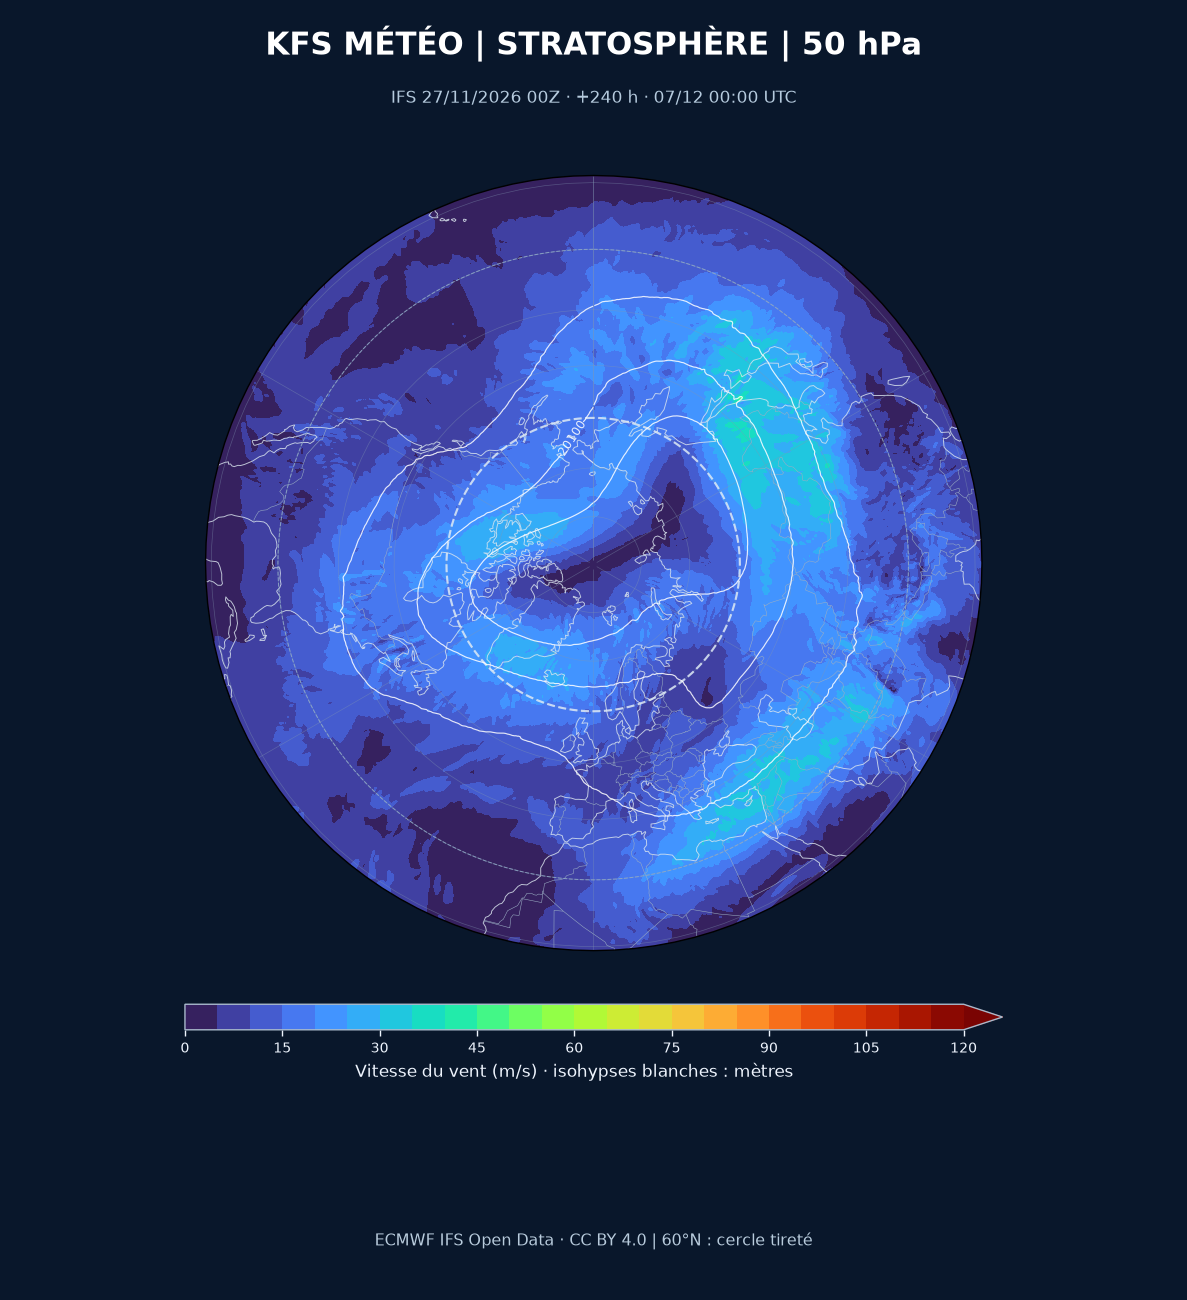 KFS MÉTÉO | STRATOSPHÈRE | 50 hPa
IFS 27/11/2026 00Z · +240 h · 07/12 00:00 UTC
20100
0 15 30 45 60 75 90 105 120
Vitesse du vent (m/s) · isohypses blanches : mètres
ECMWF IFS Open Data · CC BY 4.0 | 60°N : cercle tireté